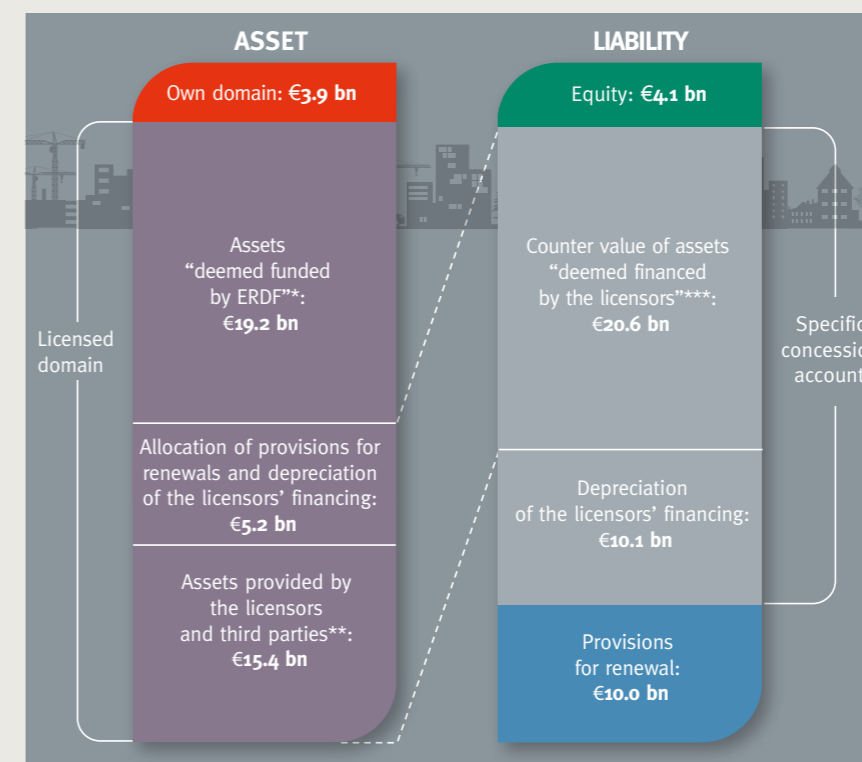 ASSET
Own domain: €3.9 bn
Licensed
domain
Assets
“deemed funded
by ERDF”*:
€19.2 bn
Allocation of provisions for
renewals and depreciation
of the licensors’ financing:
€5.2 bn
Assets provided by
the licensors
and third parties**:
€15.4 bn
LIABILITY
Equity: €4.1 bn
Counter value of assets
“deemed financed
by the licensors”***:
€20.6 bn
Depreciation
of the licensors’ financing:
€10.1 bn
Provisions
for renewal:
€10.0 bn
Specific
concessio
account